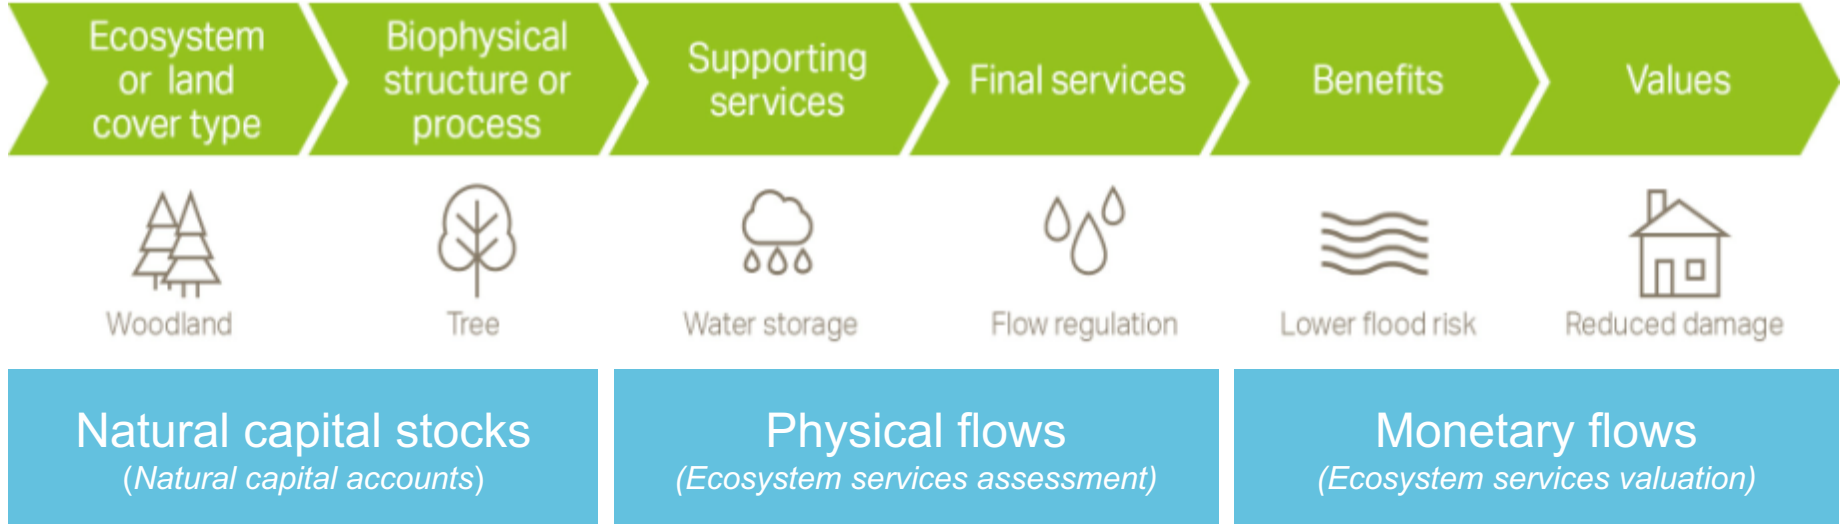 Ecosystem
or land
cover type
Biophysical
structure or
process
Supporting
services
Final services
Benefits
Values
Woodland
Tree
Water storage
Flow regulation
Lower flood risk
Reduced damage
Natural capital stocks
(Natural capital accounts)
Physical flows
(Ecosystem services assessment)
Monetary flows
(Ecosystem services valuation)